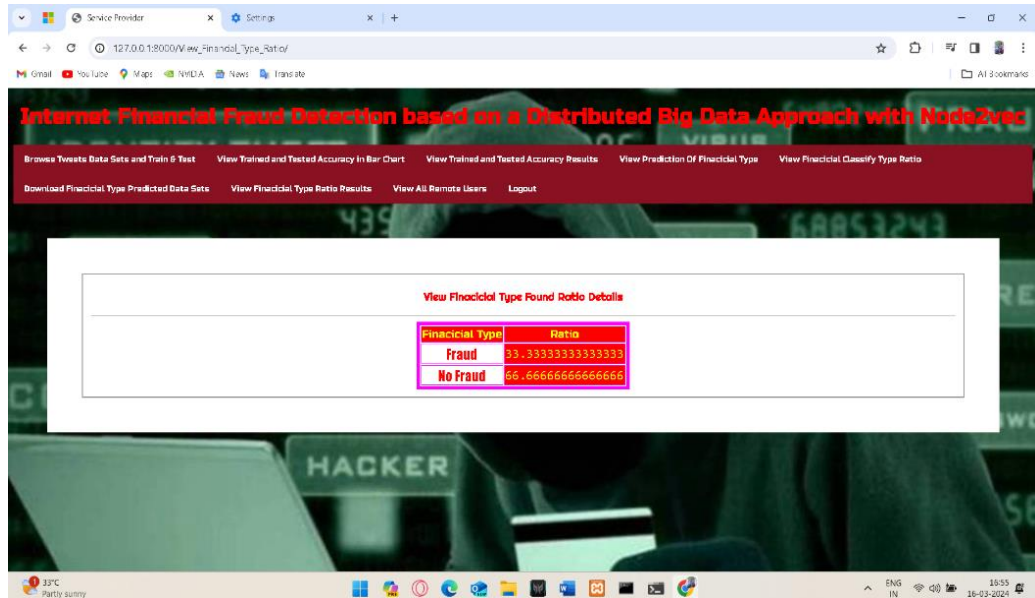 Service Provider
Settings
127.0.0.1:8000/View_Financial_Type_Ratio/
Gmail YouTube Maps NVIDIA News Translate All Bookmarks
Internet Financial Fraud Detection based on a Distributed Big Data Approach with Node2vec
Browse Tweets Data Sets and Train & Test View Trained and Tested Accuracy in Bar Chart View Trained and Tested Accuracy Results View Prediction Of Finacicial Type View Finacicial Classify Type Ratio
Download Finacicial Type Predicted Data Sets View Finacicial Type Ratio Results View All Remote Users Logout
VIRUS
439
68853243
View Finacicial Type Found Ratio Details
Finacicial Type Ratio
Fraud 33.33333333333333
No Fraud 66.66666666666666
HACKER
33°C
Partly sunny
ENG
IN
16:55
16-03-2024